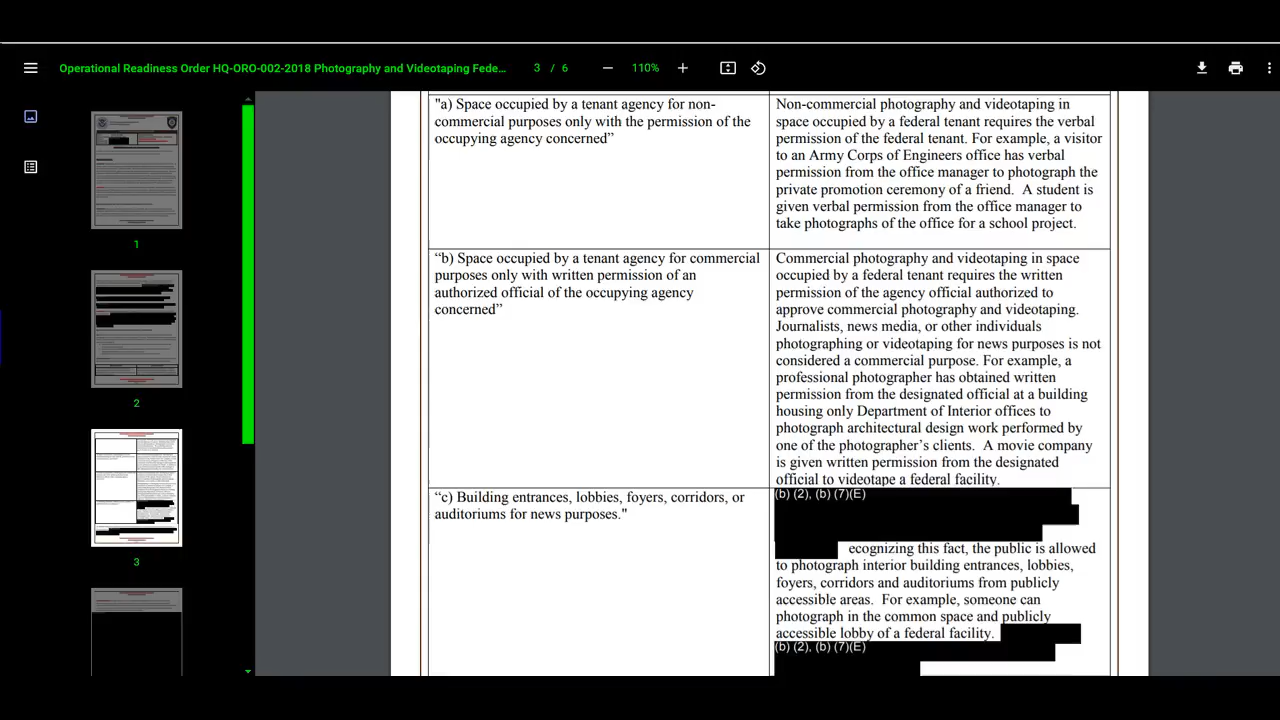 Operational Readiness Order HQ-ORO-002-2018 Photography and Videotaping Fede...
3 / 6
110%
1
2
3
"a) Space occupied by a tenant agency for non-
commercial purposes only with the permission of the
occupying agency concerned”
Non-commercial photography and videotaping in
space occupied by a federal tenant requires the verbal
permission of the federal tenant. For example, a visitor
to an Army Corps of Engineers office has verbal
permission from the office manager to photograph the
private promotion ceremony of a friend.  A student is
given verbal permission from the office manager to
take photographs of the office for a school project.
“b) Space occupied by a tenant agency for commercial
purposes only with written permission of an
authorized official of the occupying agency
concerned”
Commercial photography and videotaping in space
occupied by a federal tenant requires the written
permission of the agency official authorized to
approve commercial photography and videotaping.
Journalists, news media, or other individuals
photographing or videotaping for news purposes is not
considered a commercial purpose. For example, a
professional photographer has obtained written
permission from the designated official at a building
housing only Department of Interior offices to
photograph architectural design work performed by
one of the photographer’s clients.  A movie company
is given written permission from the designated
official to videotape a federal facility.
“c) Building entrances, lobbies, foyers, corridors, or
auditoriums for news purposes."
(b) (2), (b) (7)(E)
ecognizing this fact, the public is allowed
to photograph interior building entrances, lobbies,
foyers, corridors and auditoriums from publicly
accessible areas.  For example, someone can
photograph in the common space and publicly
accessible lobby of a federal facility.
(b) (2), (b) (7)(E)